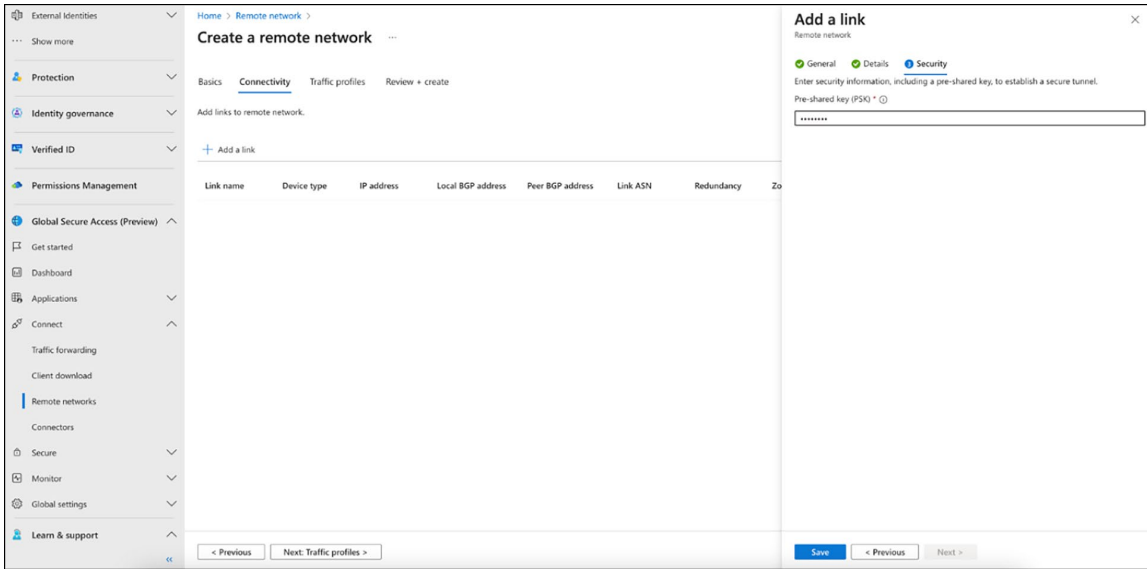 External Identities
Show more
Protection
Identity governance
Verified ID
Permissions Management
Global Secure Access (Preview)
Get started
Dashboard
Applications
Connect
Traffic forwarding
Client download
Remote networks
Connectors
Secure
Monitor
Global settings
Learn & support
Home > Remote network >
Create a remote network ...
Basics Connectivity Traffic profiles Review + create
Add links to remote network.
+ Add a link
Link name Device type IP address Local BGP address Peer BGP address Link ASN Redundancy Zo
< Previous Next: Traffic profiles >
Add a link
Remote network
General Details Security
Enter security information, including a pre-shared key, to establish a secure tunnel.
Pre-shared key (PSK) *
••••••••
Save < Previous Next >